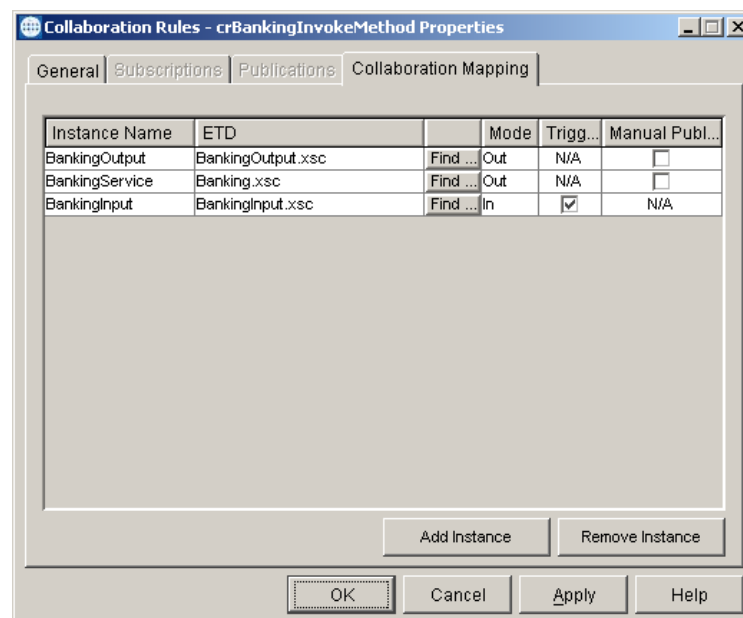 Collaboration Rules - crBankingInvokeMethod Properties
General Subscriptions Publications Collaboration Mapping
Instance Name ETD Mode Trigg... Manual Publ...
BankingOutput BankingOutput.xsc Find ... Out N/A
BankingService Banking.xsc Find ... Out N/A
BankingInput BankingInput.xsc Find ... In N/A
Add Instance Remove Instance
OK Cancel Apply Help